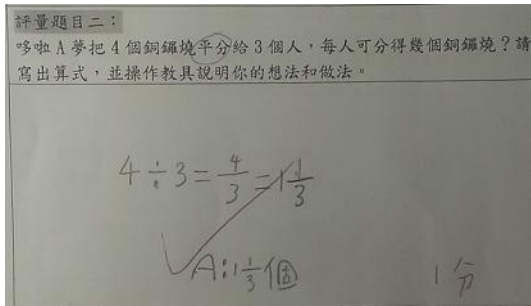 評量題目二：
哆啦A夢把4個銅鑼燒平分給3個人，每人可分得幾個銅鑼燒？請
寫出算式，並操作教具說明你的想法和做法。
4÷3=4/3=1 1/3
A:1 1/3個
1分